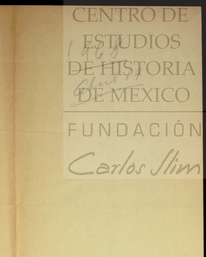 CENTRO DE
ESTUDIOS
DE HISTORIA
DE MEXICO
FUNDACIÓN
Carlos Slim